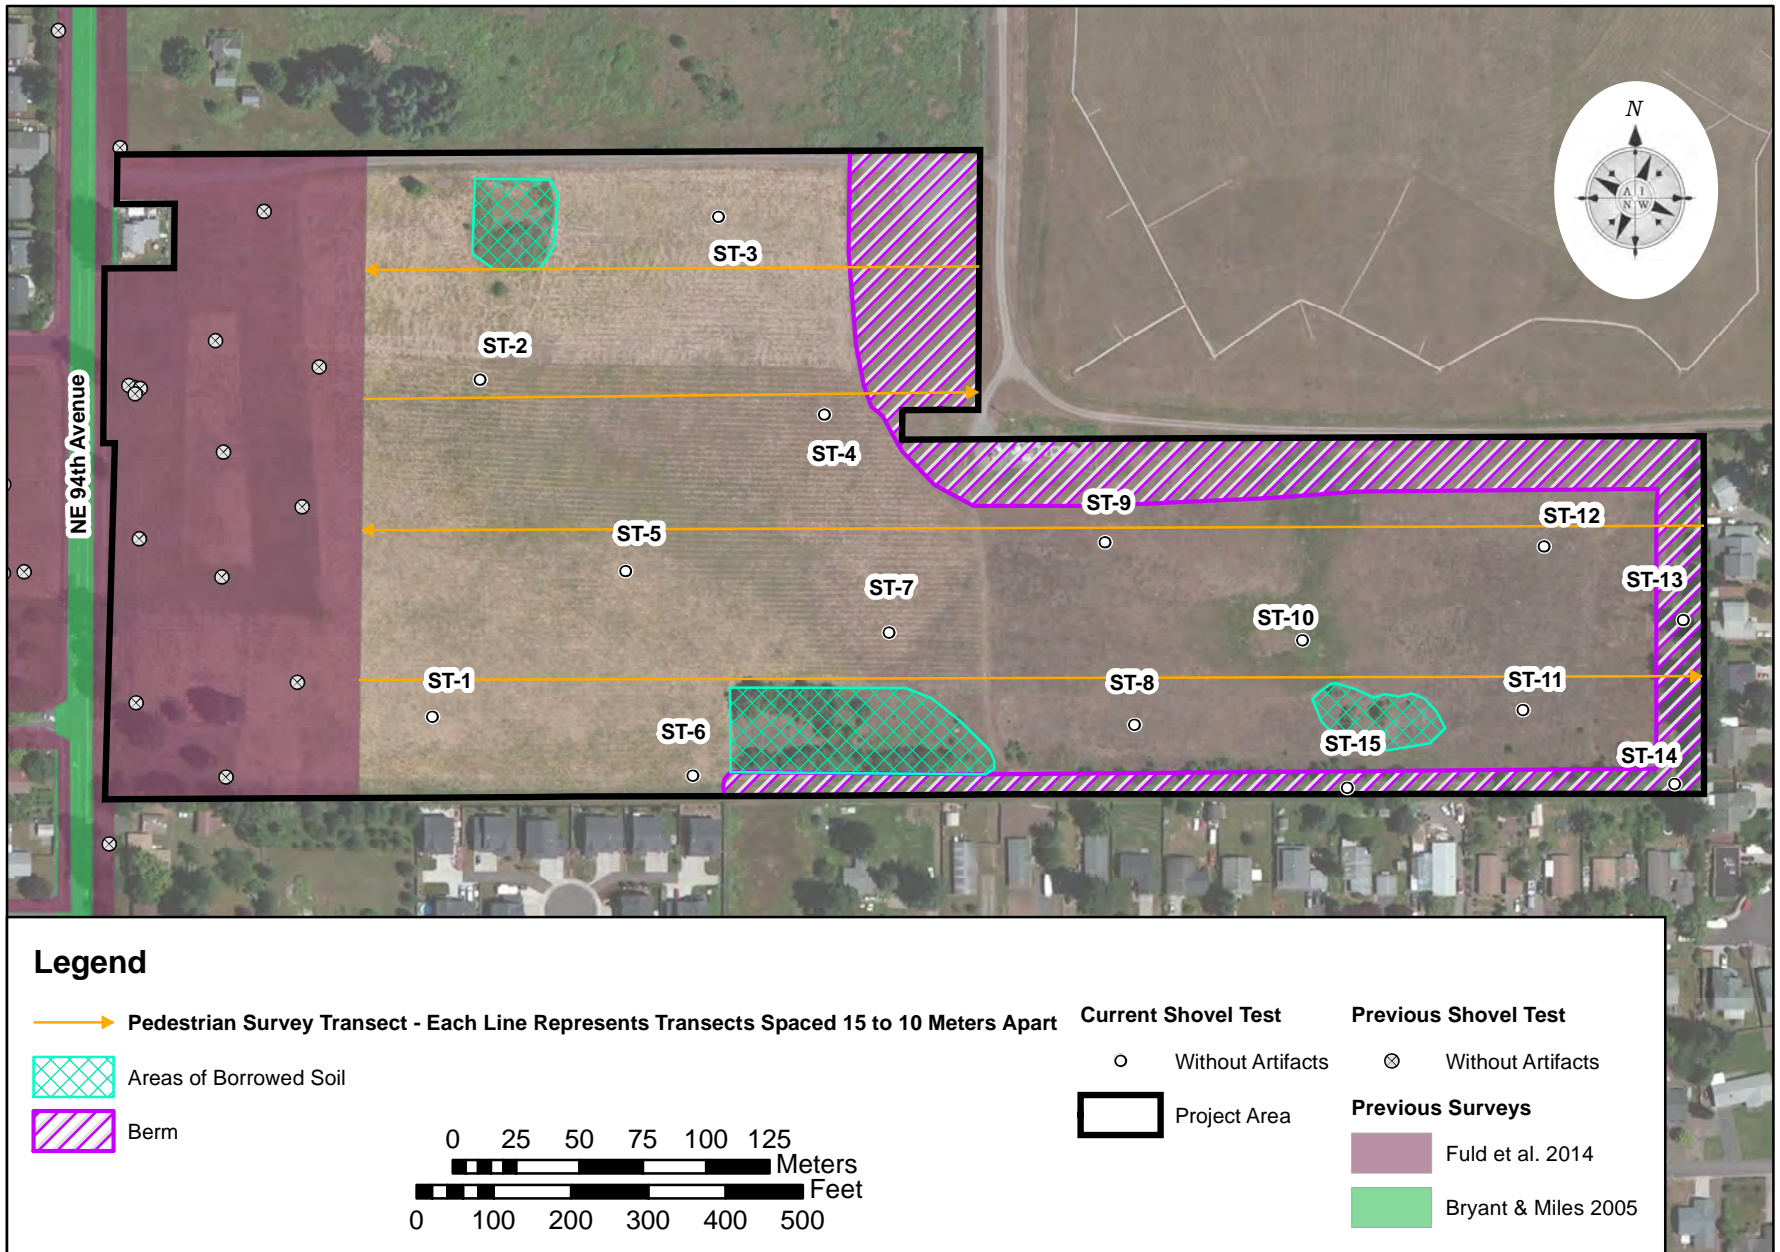 N
A I
N W
ST-3
ST-2
NE 94th Avenue
ST-4
ST-9
ST-12
ST-5
ST-13
ST-7
ST-10
ST-1
ST-8
ST-11
ST-6
ST-15
ST-14
Legend
Pedestrian Survey Transect - Each Line Represents Transects Spaced 15 to 10 Meters Apart
Areas of Borrowed Soil
Berm
0 25 50 75 100 125
Meters
Feet
0 100 200 300 400 500
Current Shovel Test
Without Artifacts
Project Area
Previous Shovel Test
Without Artifacts
Previous Surveys
Fuld et al. 2014
Bryant & Miles 2005